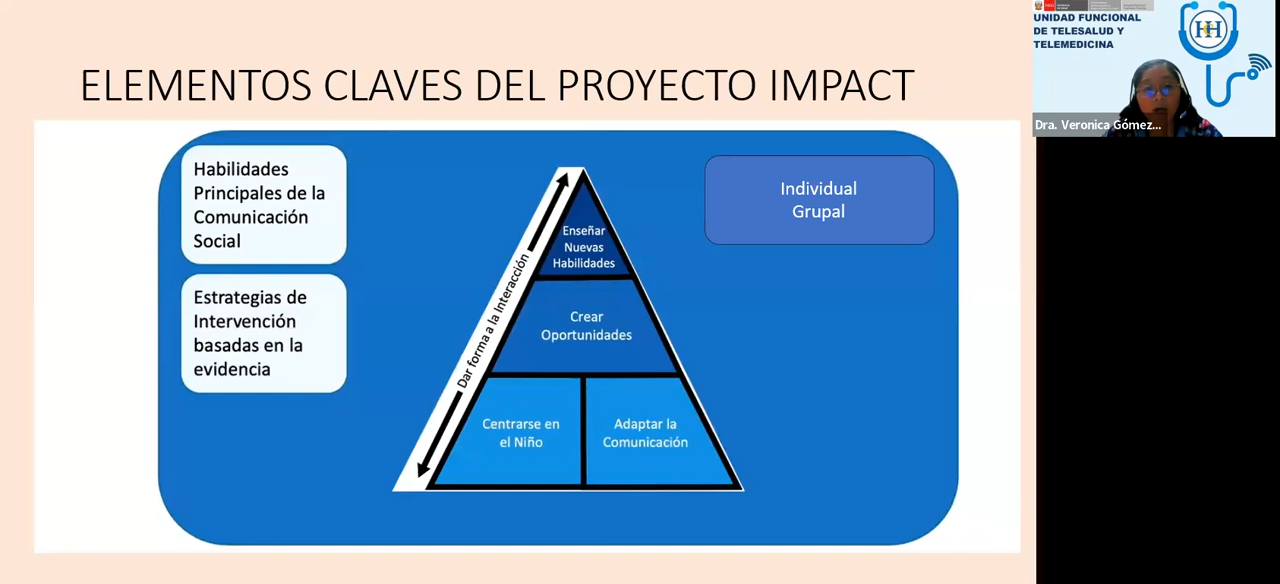 ELEMENTOS CLAVES DEL PROYECTO IMPACT
Habilidades
Principales de la
Comunicación
Social
Estrategias de
Intervención
basadas en la
evidencia
Dar forma a la Interacción
Enseñar
Nuevas
Habilidades
Crear
Oportunidades
Centrarse en
el Niño
Adaptar la
Comunicación
Individual
Grupal
UNIDAD FUNCIONAL
DE TELESALUD Y
TELEMEDICINA
Dra. Veronica Gómez...